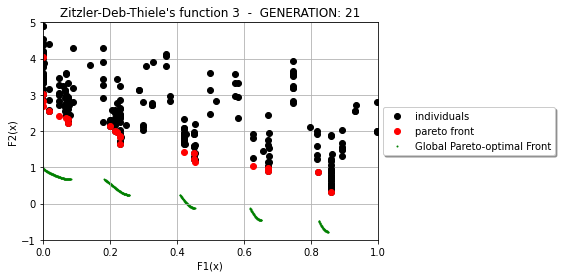 Zitzler-Deb-Thiele's function 3 - GENERATION: 21
5
4
3
2
1
0
−1
F2(x)
0.0 0.2 0.4 0.6 0.8 1.0
F1(x)
individuals
pareto front
Global Pareto-optimal Front